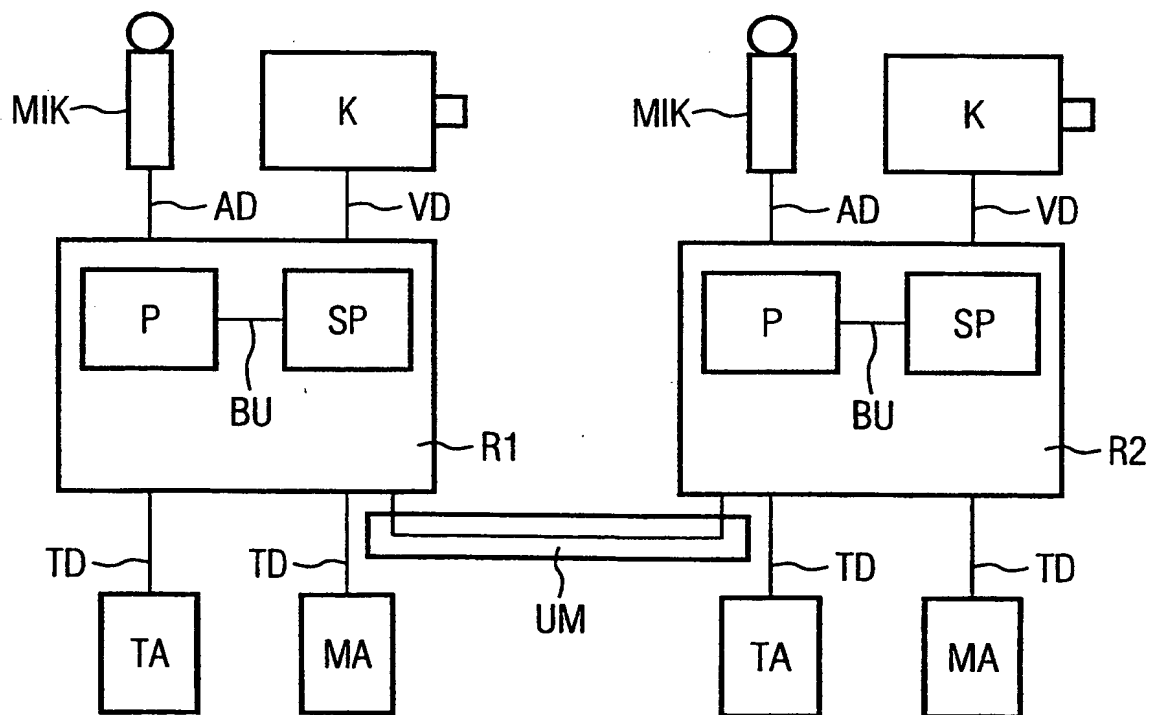 MIK K MIK K
AD VD AD VD
P SP P SP
BU BU
R1 R2
TD TD TD TD
UM
TA MA TA MA